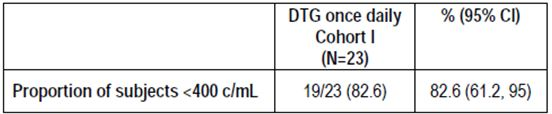 DTG once daily
Cohort I
(N=23)
% (95% CI)
Proportion of subjects <400 c/mL
19/23 (82.6)
82.6 (61.2, 95)